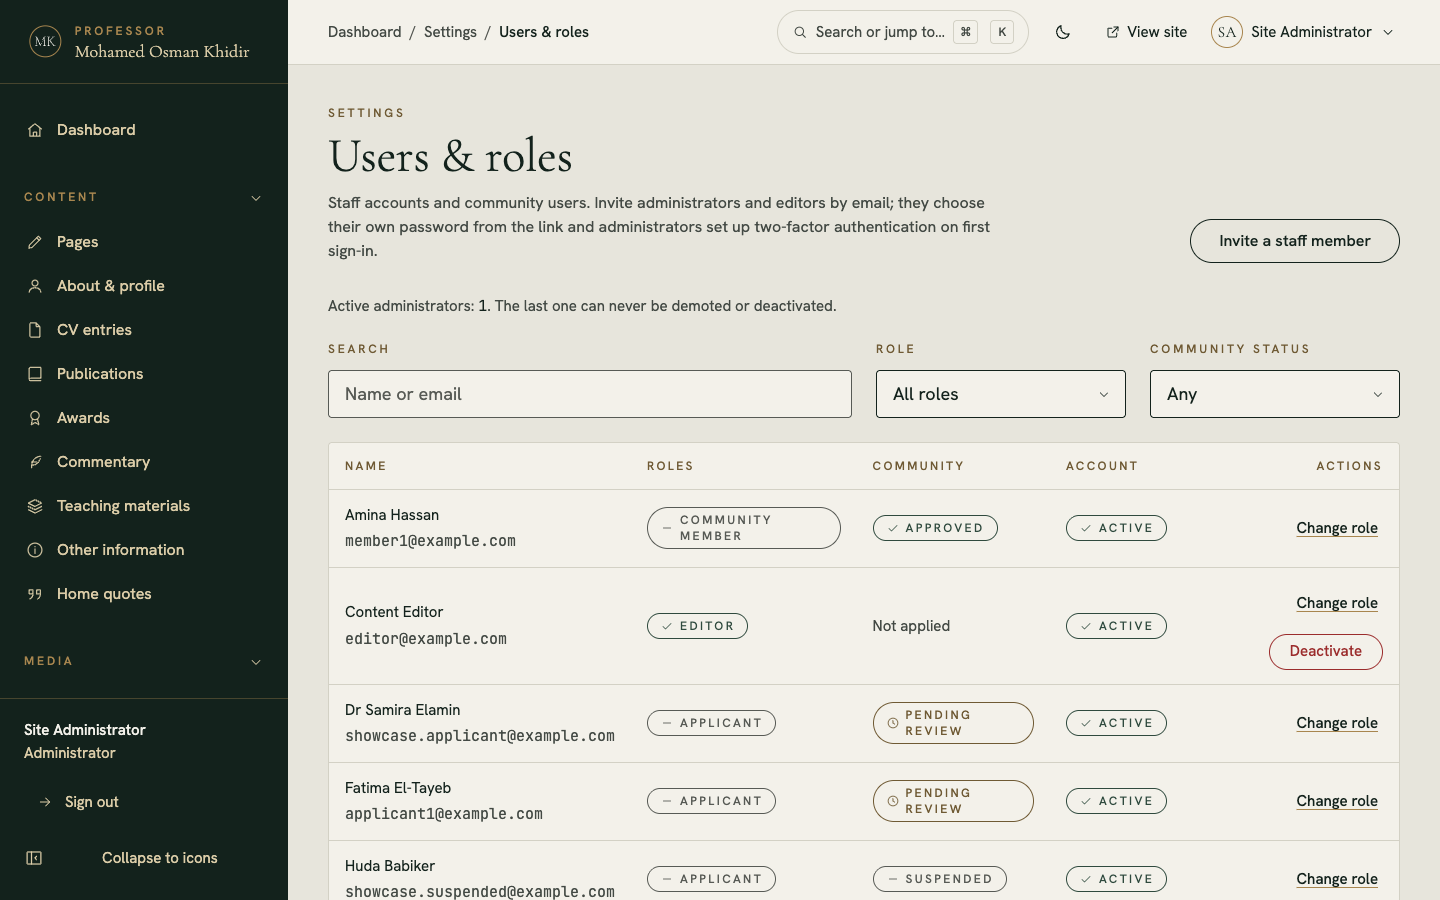 MK
PROFESSOR
Mohamed Osman Khidir
Dashboard / Settings / Users & roles
Search or jump to... ⌘ K
View site
SA Site Administrator
Dashboard
CONTENT
Pages
About & profile
CV entries
Publications
Awards
Commentary
Teaching materials
Other information
Home quotes
MEDIA
Site Administrator
Administrator
Sign out
Collapse to icons
SETTINGS
Users & roles
Staff accounts and community users. Invite administrators and editors by email; they choose
their own password from the link and administrators set up two-factor authentication on first
sign-in.
Invite a staff member
Active administrators: 1. The last one can never be demoted or deactivated.
SEARCH
Name or email
ROLE
All roles
COMMUNITY STATUS
Any
NAME ROLES COMMUNITY ACCOUNT ACTIONS
Amina Hassan
member1@example.com
COMMUNITY
MEMBER
APPROVED
ACTIVE
Change role
Content Editor
editor@example.com
EDITOR
Not applied
ACTIVE
Change role
Deactivate
Dr Samira Elamin
showcase.applicant@example.com
APPLICANT
PENDING
REVIEW
ACTIVE
Change role
Fatima El-Tayeb
applicant1@example.com
APPLICANT
PENDING
REVIEW
ACTIVE
Change role
Huda Babiker
showcase.suspended@example.com
APPLICANT
SUSPENDED
ACTIVE
Change role